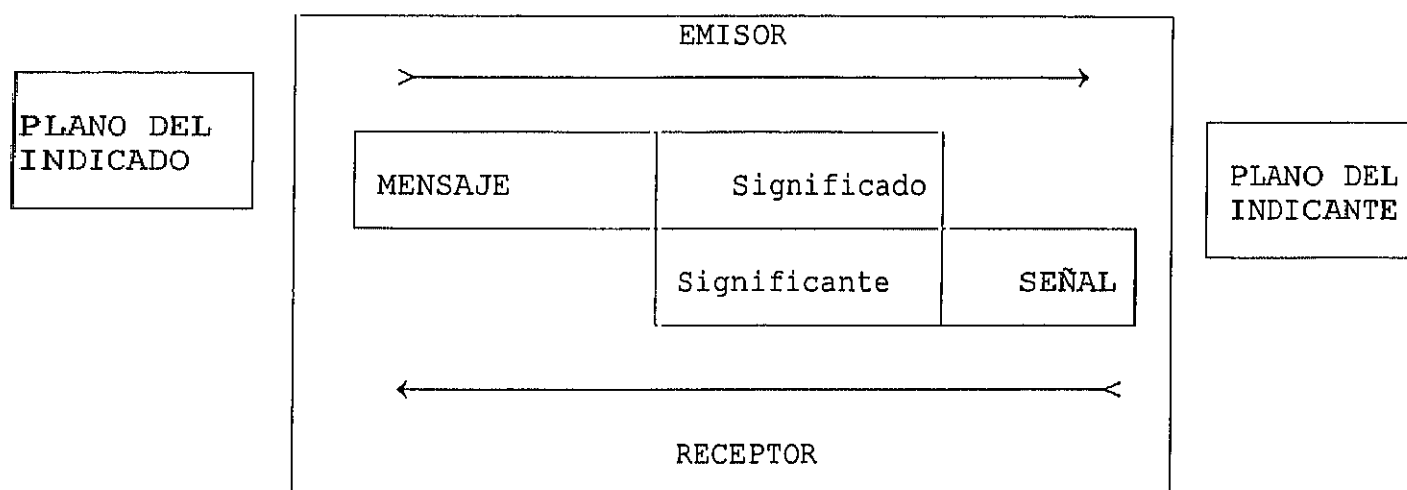 EMISOR
PLANO DEL
INDICADO
MENSAJE
Significado
PLANO DEL
INDICANTE
Significante
SEÑAL
RECEPTOR